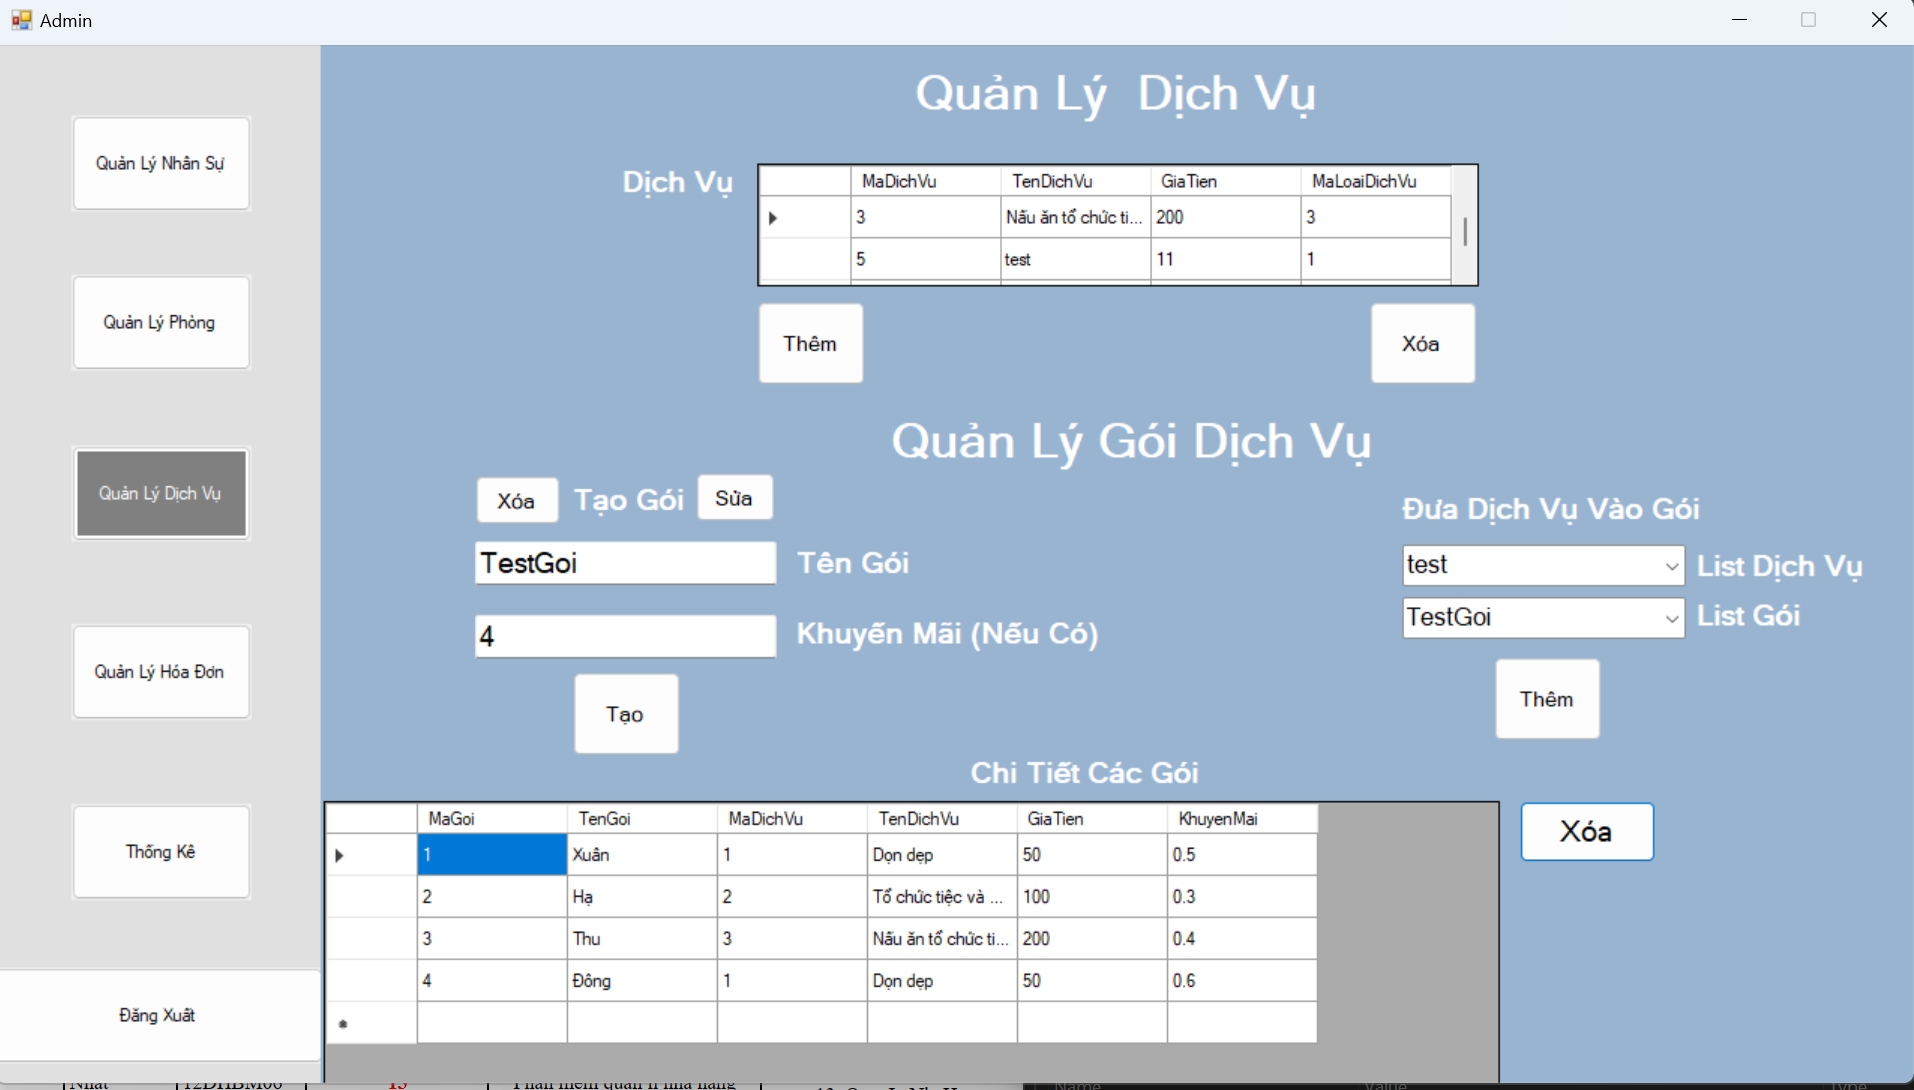 Admin
Quản Lý Nhân Sự
Quản Lý Phòng
Quản Lý Dịch Vụ
Quản Lý Hóa Đơn
Thống Kê
Đăng Xuất
Quản Lý Dịch Vụ
Dịch Vụ
MaDichVu TenDichVu GiaTien MaLoaiDichVu
3 Nấu ăn tổ chức ti... 200 3
5 test 11 1
Thêm Xóa
Quản Lý Gói Dịch Vụ
Xóa Tạo Gói Sửa
TestGoi Tên Gói
4 Khuyến Mãi (Nếu Có)
Tạo
Đưa Dịch Vụ Vào Gói
test List Dịch Vụ
TestGoi List Gói
Thêm
Chi Tiết Các Gói
MaGoi TenGoi MaDichVu TenDichVu GiaTien KhuyenMai
1 Xuân 1 Dọn dẹp 50 0.5
2 Hạ 2 Tổ chức tiệc và ... 100 0.3
3 Thu 3 Nấu ăn tổ chức ti... 200 0.4
4 Đông 1 Dọn dẹp 50 0.6
Xóa